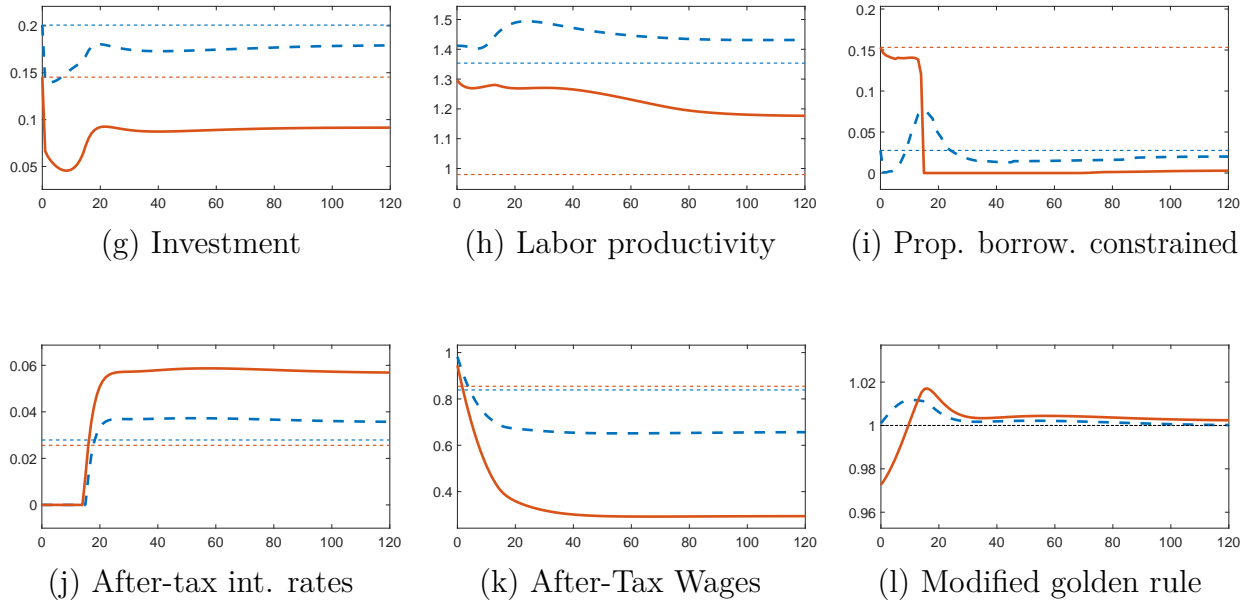 0.2
0.15
0.1
0.05
0 20 40 60 80 100 120
(g) Investment
1.5
1.4
1.3
1.2
1.1
1
0 20 40 60 80 100 120
(h) Labor productivity
0.2
0.15
0.1
0.05
0
0 20 40 60 80 100 120
(i) Prop. borrow. constrained
0.06
0.04
0.02
0
0 20 40 60 80 100 120
(j) After-tax int. rates
1
0.8
0.6
0.4
0 20 40 60 80 100 120
(k) After-Tax Wages
1.02
1
0.98
0.96
0 20 40 60 80 100 120
(l) Modified golden rule